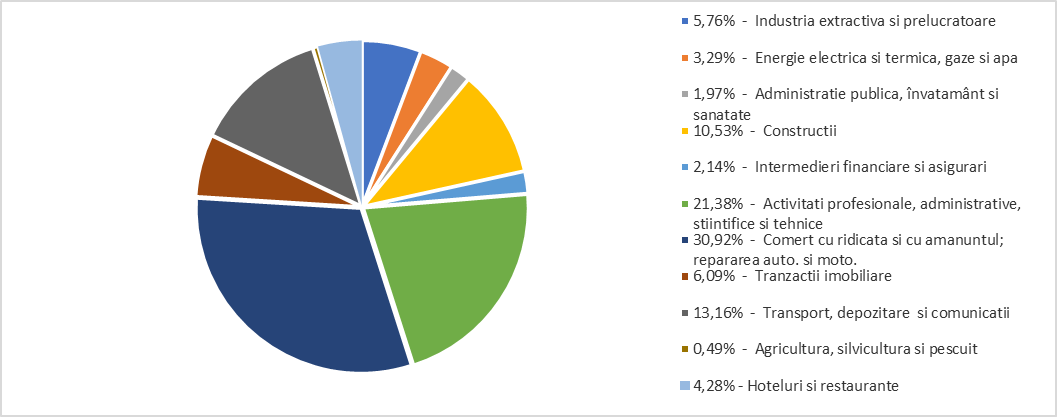 5,76% - Industria extractiva si prelucratoare
3,29% - Energie electrica si termica, gaze si apa
1,97% - Administratie publica, învatamânt si
sanatate
10,53% - Constructii
2,14% - Intermedieri financiare si asigurari
21,38% - Activitati profesionale, administrative,
stiintifice si tehnice
30,92% - Comert cu ridicata si cu amanuntul;
repararea auto. si moto.
6,09% - Tranzactii imobiliare
13,16% - Transport, depozitare si comunicatii
0,49% - Agricultura, silvicultura si pescuit
4,28% - Hoteluri si restaurante